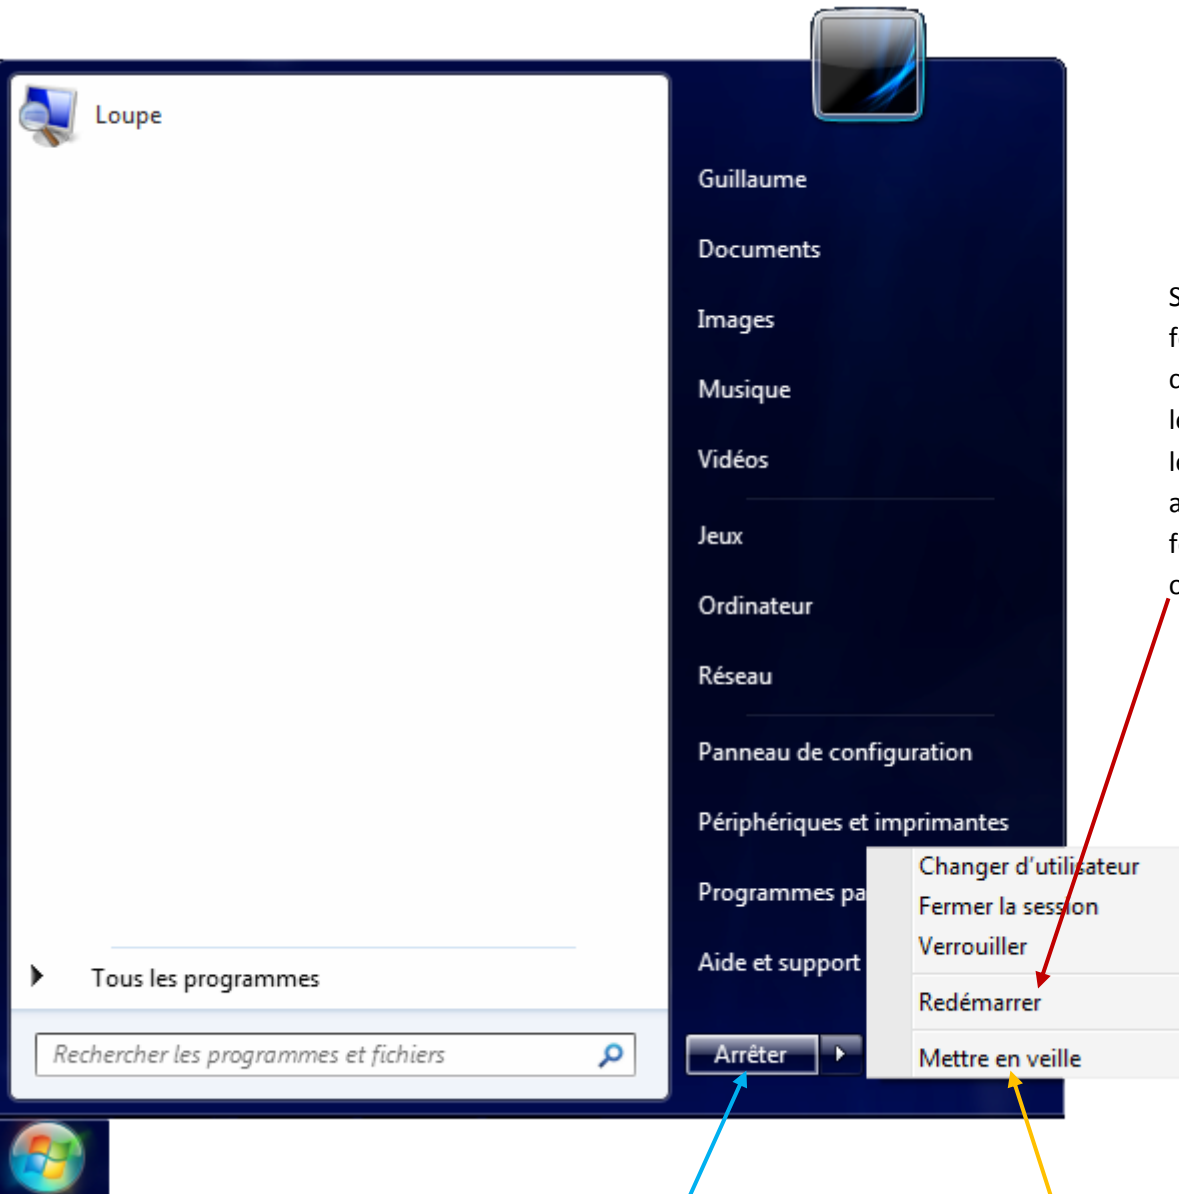 Loupe
Guillaume
Documents
Images
Musique
Vidéos
Jeux
Ordinateur
Réseau
Panneau de configuration
Périphériques et imprimantes
Programmes pa
Aide et support
Tous les programmes
Rechercher les programmes et fichiers
Arrêter
Changer d'utilisateur
Fermer la session
Verrouiller
Redémarrer
Mettre en veille